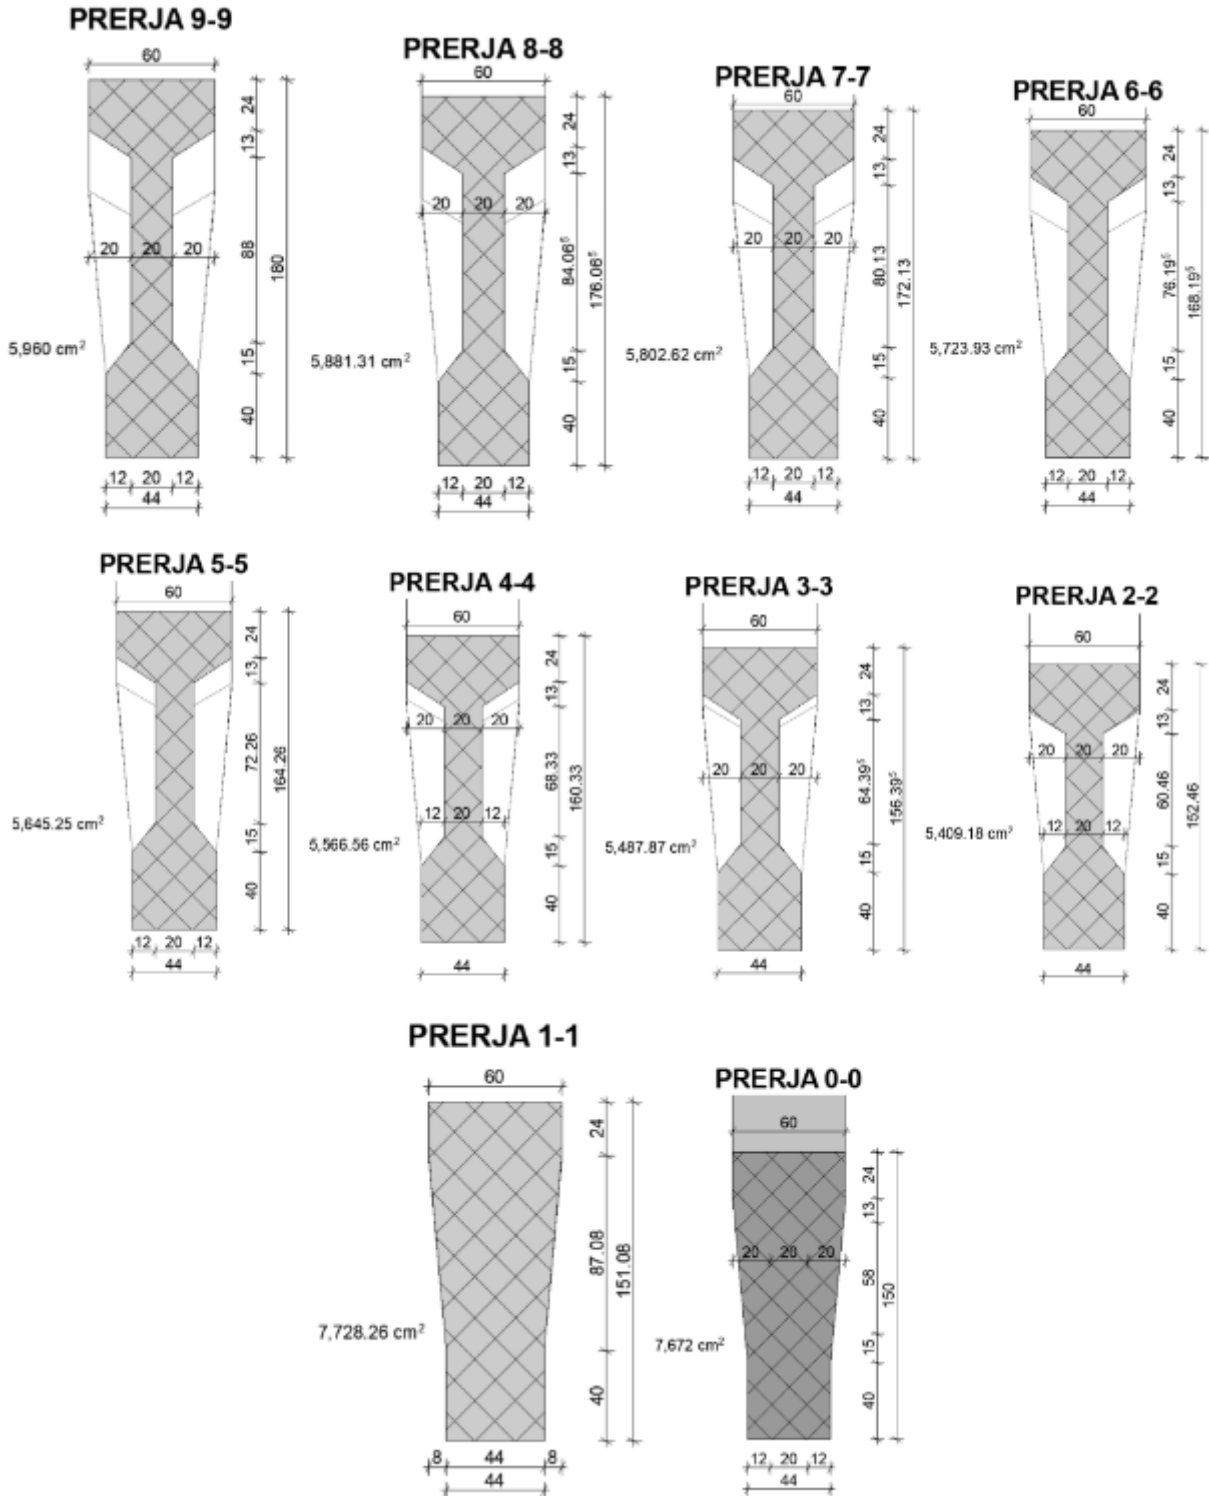 PRERJA 9-9
60
24
13
88
15
40
180
20 20 20
5,960 cm²
12 20 12
44
PRERJA 8-8
60
24
13
84.06⁵
15
40
176.06⁵
20 20 20
5,881.31 cm²
12 20 12
44
PRERJA 7-7
60
24
13
80.13
15
40
172.13
20 20 20
5,802.62 cm²
12 20 12
44
PRERJA 6-6
60
24
13
76.19⁵
15
40
168.19⁵
5,723.93 cm²
12 20 12
44
PRERJA 5-5
60
24
13
72.26
15
40
164.26
5,645.25 cm²
12 20 12
44
PRERJA 4-4
60
24
13
68.33
15
40
160.33
20 20 20
12 20 12
5,566.56 cm²
44
PRERJA 3-3
60
24
13
64.39⁵
15
40
156.39⁵
20 20 20
5,487.87 cm²
44
PRERJA 2-2
60
24
13
60.46
15
40
152.46
20 20 20
12 20 12
5,409.18 cm²
44
PRERJA 1-1
60
24
87.08
40
151.08
7,728.26 cm²
8 44 8
44
PRERJA 0-0
60
24
13
58
15
40
150
20 20 20
7,672 cm²
12 20 12
44